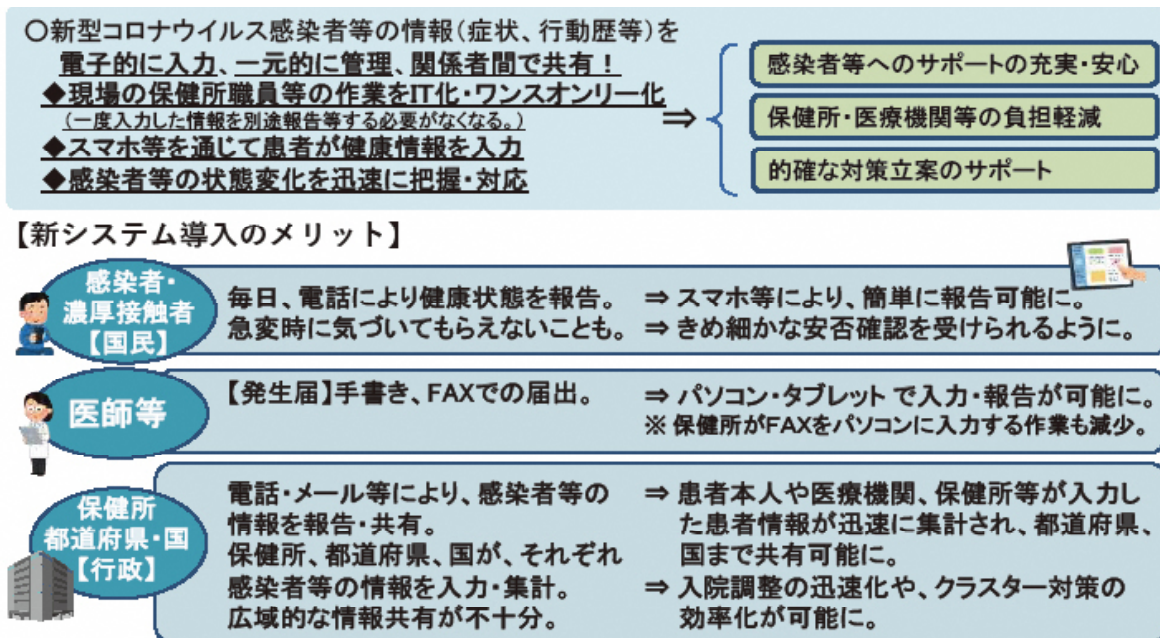 ○新型コロナウイルス感染者等の情報(症状、行動歴等)を
電子的に入力、一元的に管理、関係者間で共有！
◆現場の保健所職員等の作業をIT化・ワンスオンリー化
(一度入力した情報を別途報告等する必要がなくなる。)
◆スマホ等を通じて患者が健康情報を入力
◆感染者等の状態変化を迅速に把握・対応
⇒
感染者等へのサポートの充実・安心
保健所・医療機関等の負担軽減
的確な対策立案のサポート
【新システム導入のメリット】
感染者・
濃厚接触者
【国民】
毎日、電話により健康状態を報告。
急変時に気づいてもらえないことも。
⇒ スマホ等により、簡単に報告可能に。
⇒ きめ細かな安否確認を受けられるように。
医師等
【発生届】手書き、FAXでの届出。
⇒ パソコン・タブレット で入力・報告が可能に。
※ 保健所がFAXをパソコンに入力する作業も減少。
保健所
都道府県・国
【行政】
電話・メール等により、感染者等の
情報を報告・共有。
保健所、都道府県、国が、それぞれ
感染者等の情報を入力・集計。
広域的な情報共有が不十分。
⇒ 患者本人や医療機関、保健所等が入力し
た患者情報が迅速に集計され、都道府県、
国まで共有可能に。
⇒ 入院調整の迅速化や、クラスター対策の
効率化が可能に。